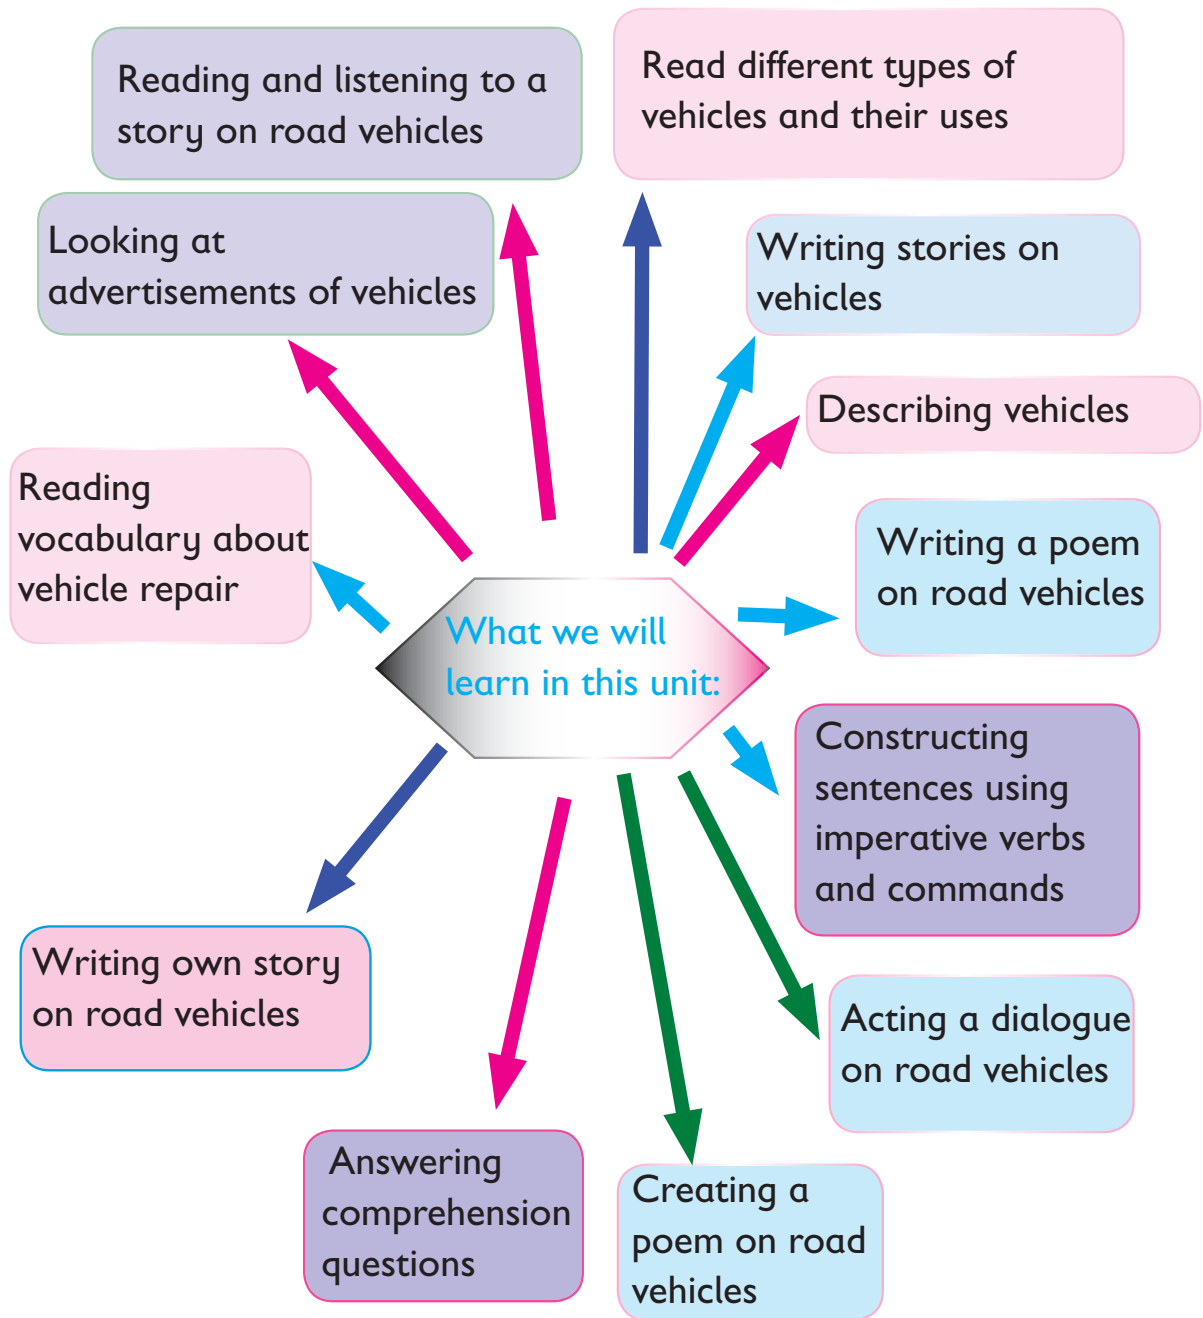 Reading and listening to a
story on road vehicles
Read different types of
vehicles and their uses
Looking at
advertisements of vehicles
Writing stories on
vehicles
Describing vehicles
Reading
vocabulary about
vehicle repair
Writing a poem
on road vehicles
What we will
learn in this unit:
Constructing
sentences using
imperative verbs
and commands
Writing own story
on road vehicles
Acting a dialogue
on road vehicles
Answering
comprehension
questions
Creating a
poem on road
vehicles